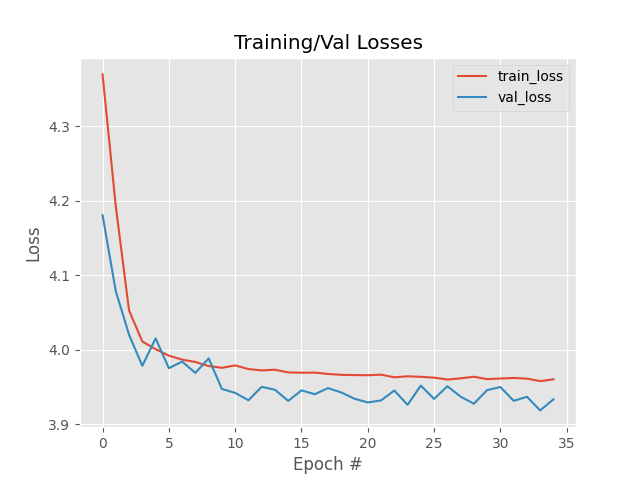 Training/Val Losses
train_loss
val_loss
4.3
4.2
4.1
4.0
3.9
Loss
0 5 10 15 20 25 30 35
Epoch #